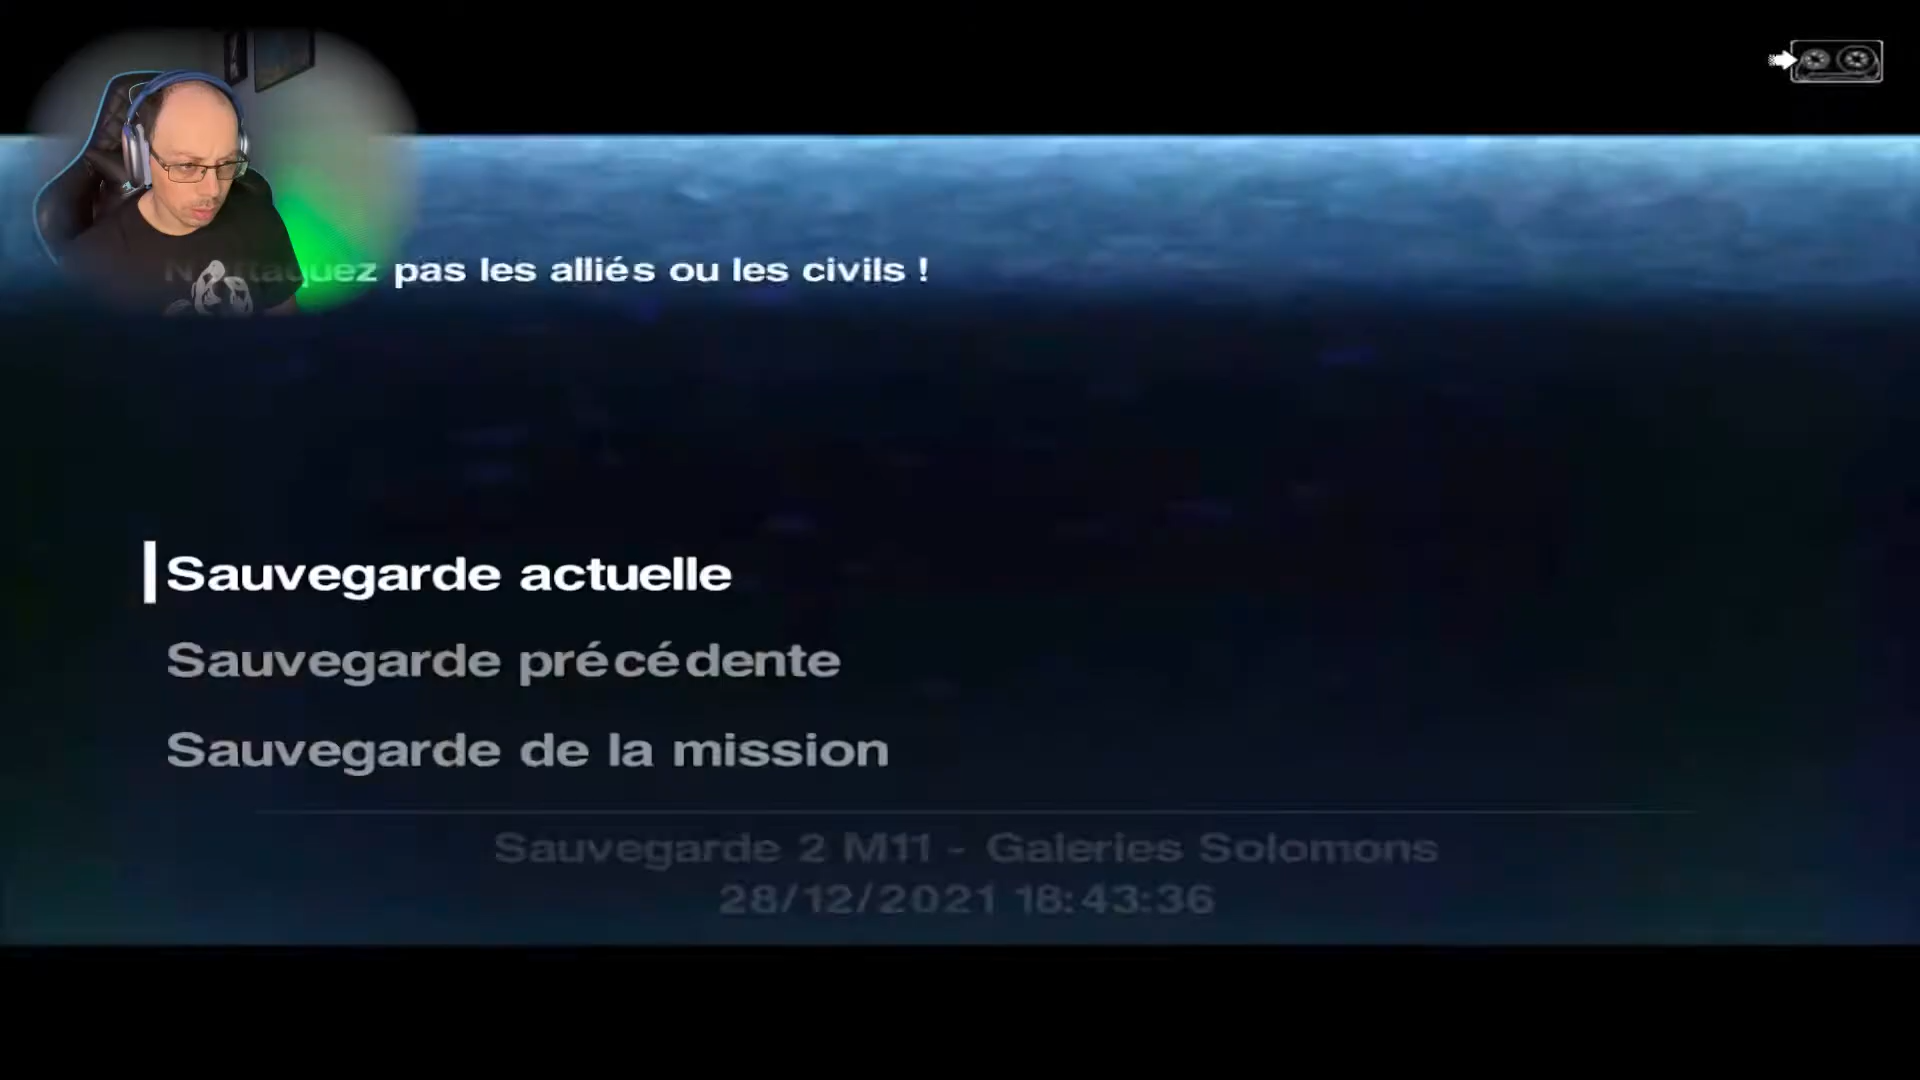 N'attaquez pas les alliés ou les civils !
Sauvegarde actuelle
Sauvegarde précédente
Sauvegarde de la mission
Sauvegarde 2 M11 - Galeries Solomons
28/12/2021 18:43:36